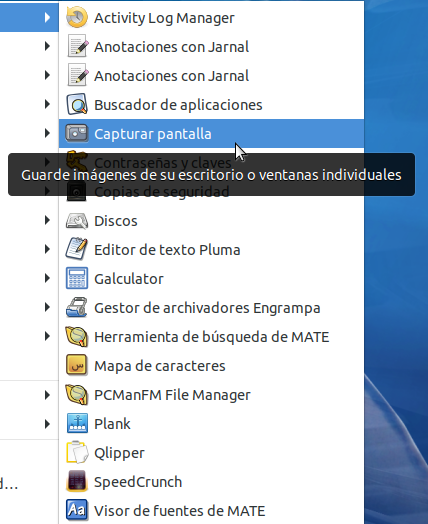 Activity Log Manager
Anotaciones con Jarnal
Anotaciones con Jarnal
Buscador de aplicaciones
Capturar pantalla
Contraseñas y claves
Guarde imágenes de su escritorio o ventanas individuales
Copias de seguridad
Discos
Editor de texto Pluma
Galculator
Gestor de archivadores Engrampa
Herramienta de búsqueda de MATE
Mapa de caracteres
PCManFM File Manager
Plank
Qlipper
d...
SpeedCrunch
Visor de fuentes de MATE